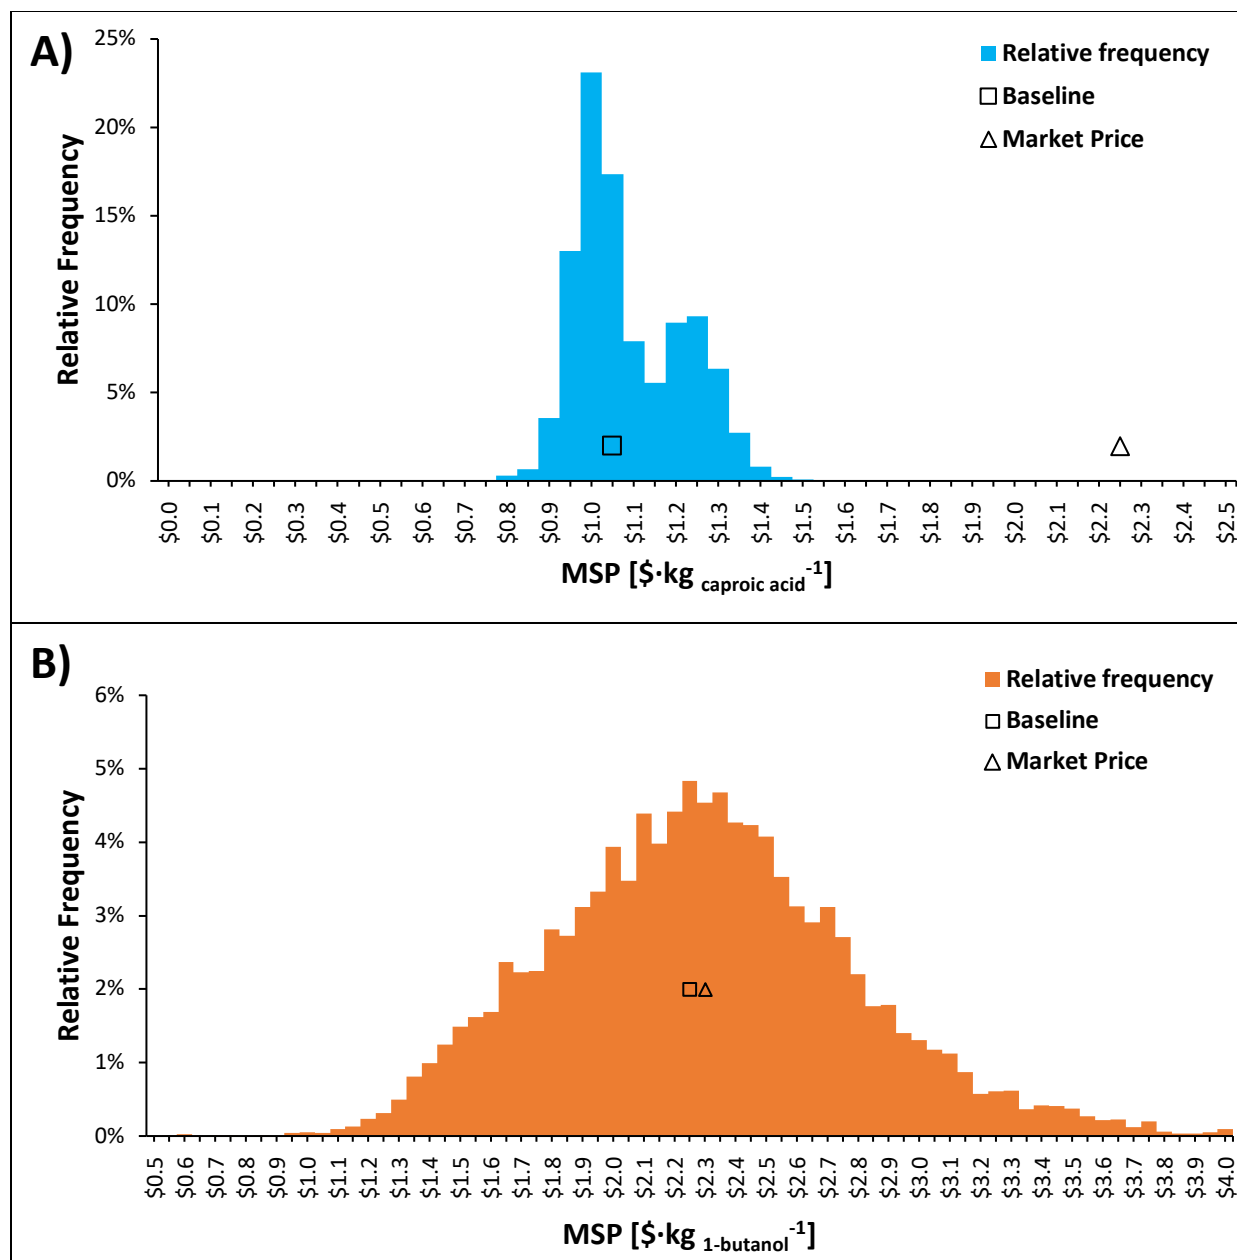 A)
25%
20%
15%
10%
5%
0%
Relative Frequency
Relative frequency
Baseline
Market Price
$0.0 $0.1 $0.2 $0.3 $0.4 $0.5 $0.6 $0.7 $0.8 $0.9 $1.0 $1.1 $1.2 $1.3 $1.4 $1.5 $1.6 $1.7 $1.8 $1.9 $2.0 $2.1 $2.2 $2.3 $2.4 $2.5
MSP [$·kg caproic acid⁻¹]
B)
6%
5%
4%
3%
2%
1%
0%
Relative Frequency
Relative frequency
Baseline
Market Price
$0.5 $0.6 $0.7 $0.8 $0.9 $1.0 $1.1 $1.2 $1.3 $1.4 $1.5 $1.6 $1.7 $1.8 $1.9 $2.0 $2.1 $2.2 $2.3 $2.4 $2.5 $2.6 $2.7 $2.8 $2.9 $3.0 $3.1 $3.2 $3.3 $3.4 $3.5 $3.6 $3.7 $3.8 $3.9 $4.0
MSP [$·kg 1-butanol⁻¹]